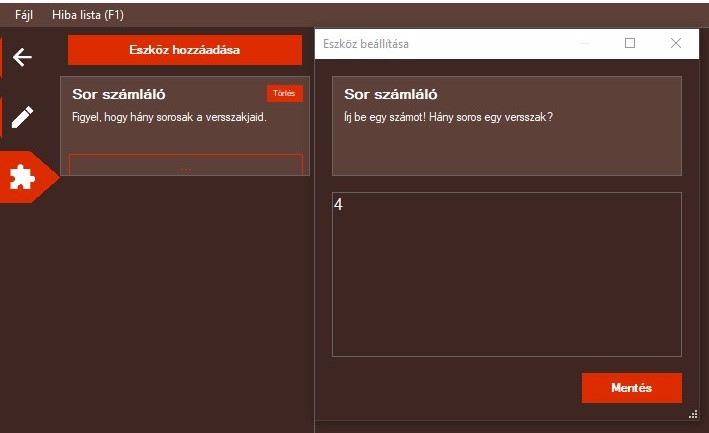 Fájl Hiba lista (F1)
Eszköz hozzáadása
Sor számláló
Törlés
Figyel, hogy hány sorosak a versszakjaid.
...
Eszköz beállítása
Sor számláló
Írj be egy számot! Hány soros egy versszak?
4
Mentés